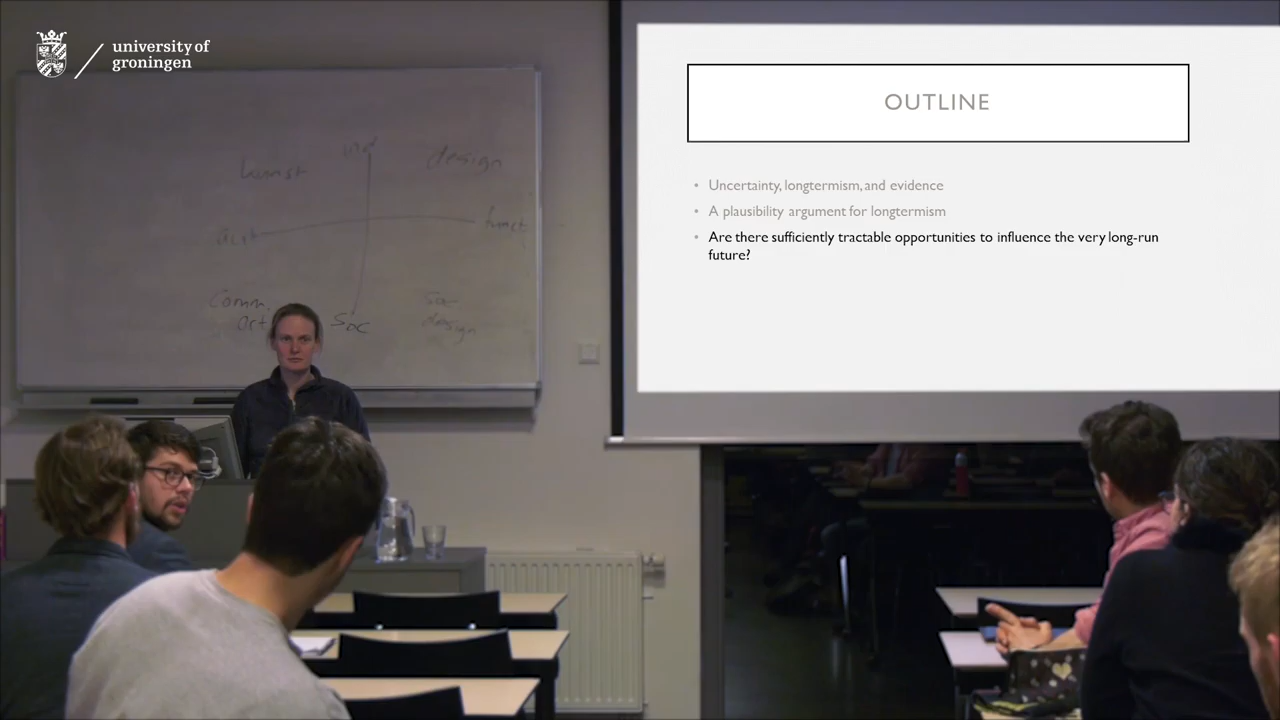 university of
groningen
OUTLINE
• Uncertainty, longtermism, and evidence
• A plausibility argument for longtermism
• Are there sufficiently tractable opportunities to influence the very long-run
future?
kunst
design
Comm.
art
Soc
design